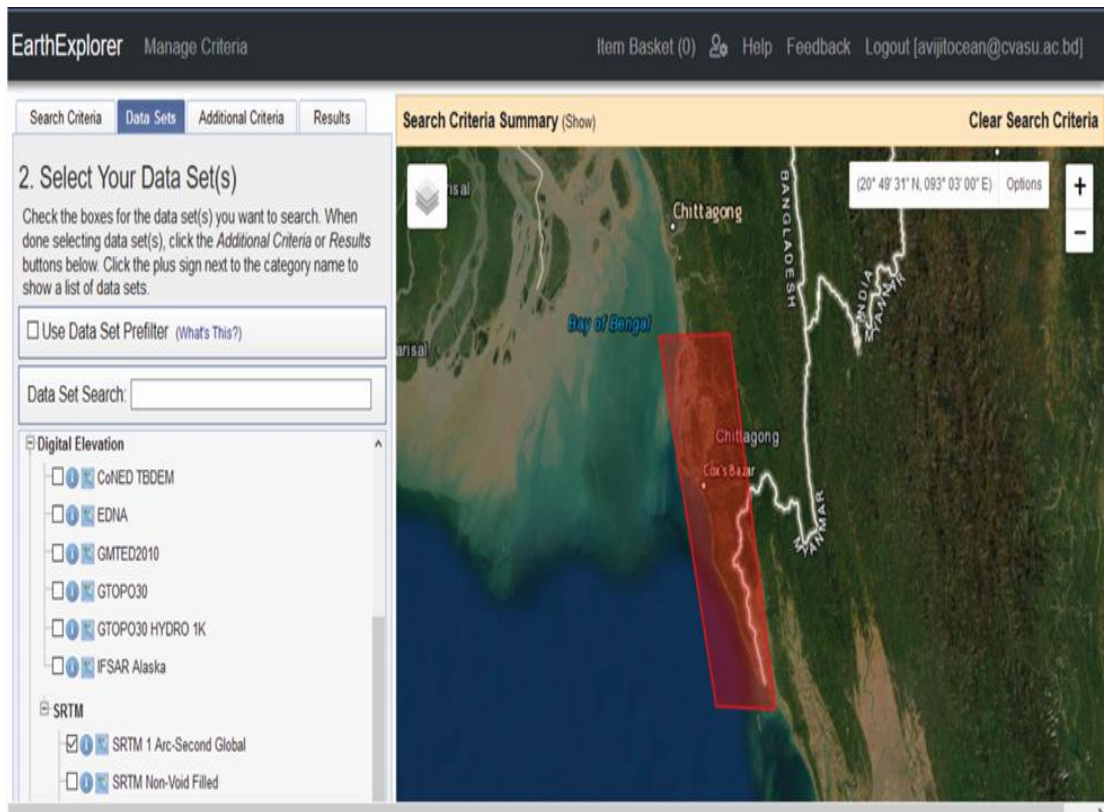 EarthExplorer Manage Criteria Item Basket (0) Help Feedback Logout [avijitocean@cvasu.ac.bd]
Search Criteria Data Sets Additional Criteria Results
2. Select Your Data Set(s)
Check the boxes for the data set(s) you want to search. When
done selecting data set(s), click the Additional Criteria or Results
buttons below. Click the plus sign next to the category name to
show a list of data sets.
Use Data Set Prefilter (What's This?)
Data Set Search:
Digital Elevation
CoNED TBDEM
EDNA
GMTED2010
GTOPO30
GTOPO30 HYDRO 1K
IFSAR Alaska
SRTM
SRTM 1 Arc-Second Global
SRTM Non-Void Filled
Search Criteria Summary (Show) Clear Search Criteria
(20° 49' 31" N, 093° 03' 00" E) Options
+
−
isal
Chittagong
BANGLADESH
INDIA
MYANMAR
Bay of Bengal
arisal
Chittagong
Cox's Bazar
MYANMAR